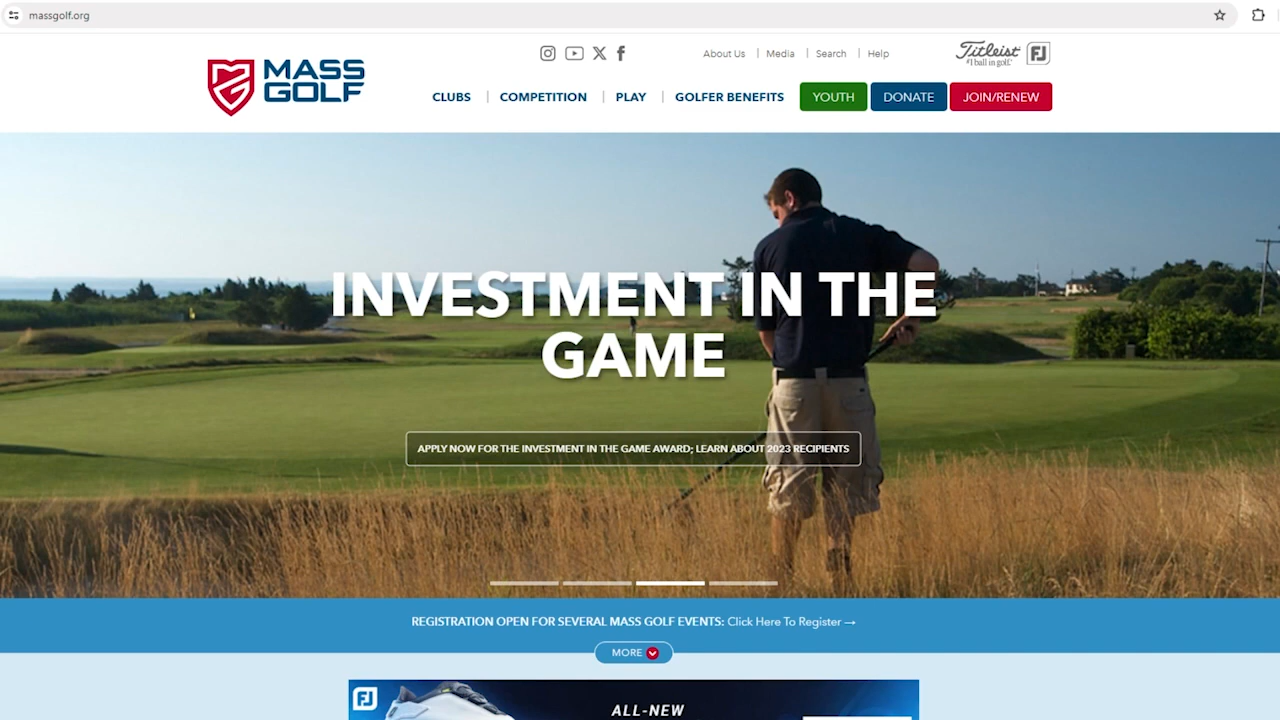 massgolf.org
About Us | Media | Search | Help
Titleist
#1 ball in golf.
FJ
MASS
GOLF
CLUBS | COMPETITION | PLAY | GOLFER BENEFITS
YOUTH
DONATE
JOIN/RENEW
INVESTMENT IN THE
GAME
APPLY NOW FOR THE INVESTMENT IN THE GAME AWARD; LEARN ABOUT 2023 RECIPIENTS
REGISTRATION OPEN FOR SEVERAL MASS GOLF EVENTS: Click Here To Register →
MORE
FJ
ALL-NEW